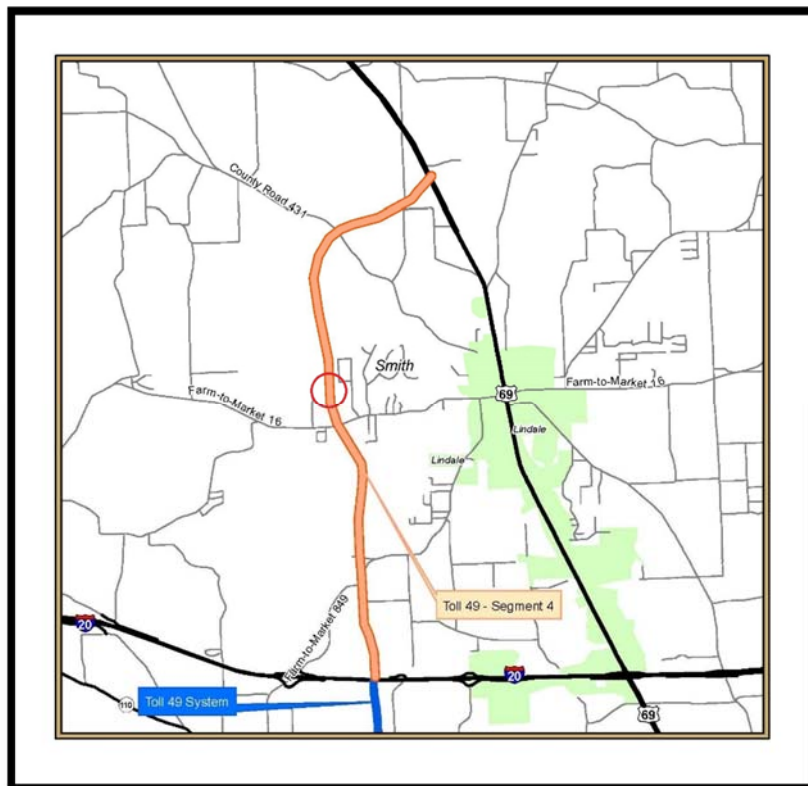 County Road 431
Smith
Farm-to-Market 16
Farm-to-Market 16
69
Lindale
Lindale
Toll 49 - Segment 4
Farm-to-Market 849
20
20
110
Toll 49 System
69